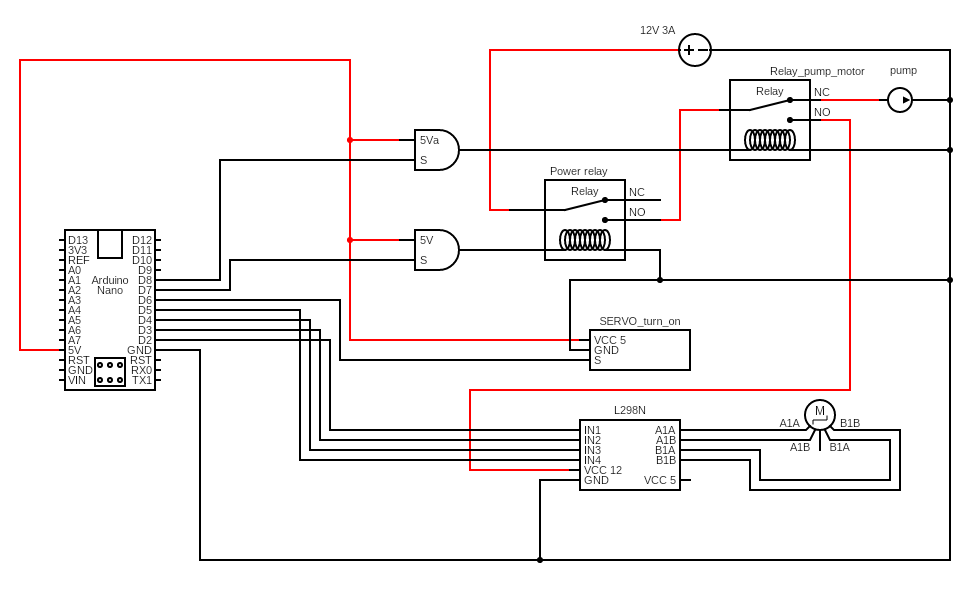 12V 3A
Relay_pump_motor
pump
Relay
NC
NO
5Va
S
Power relay
Relay
NC
NO
5V
S
D13 D12
3V3 D11
REF D10
A0 D9
A1 Arduino D8
A2 Nano D7
A3 D6
A4 D5
A5 D4
A6 D3
A7 D2
5V GND
RST RST
GND RX0
VIN TX1
SERVO_turn_on
VCC 5
GND
S
L298N
IN1 A1A
IN2 A1B
IN3 B1A
IN4 B1B
VCC 12
GND VCC 5
M
A1A B1B
A1B B1A